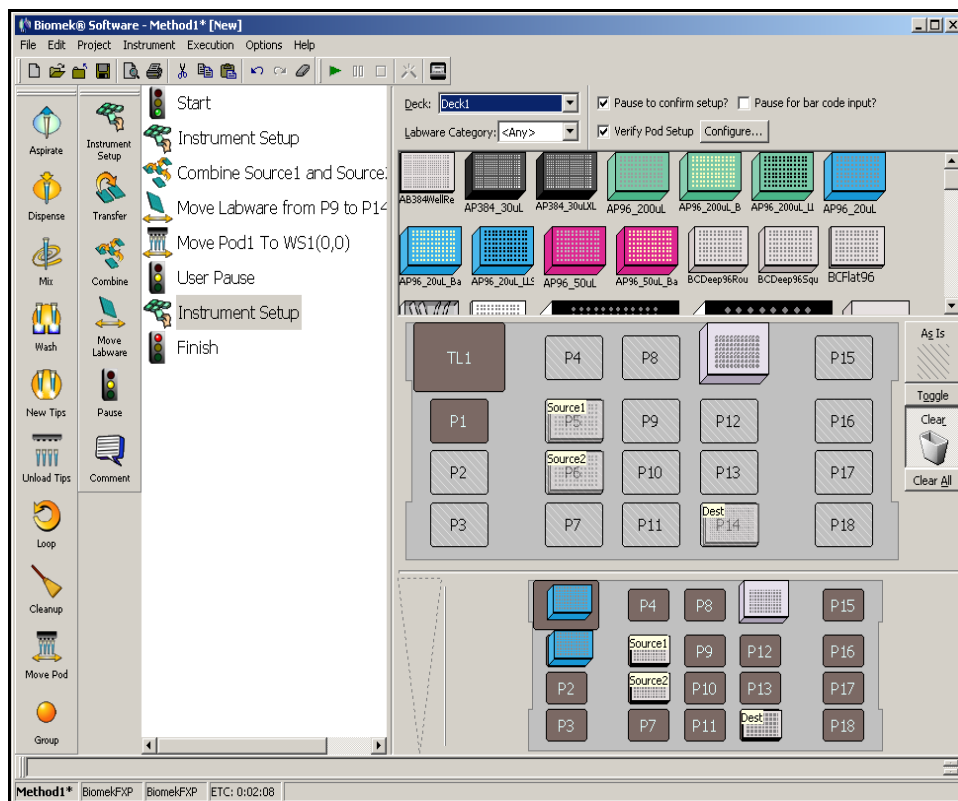 Biomek® Software - Method1* [New]
File Edit Project Instrument Execution Options Help
Aspirate
Dispense
Mix
Wash
New Tips
Unload Tips
Loop
Cleanup
Move Pod
Group
Instrument
Setup
Transfer
Combine
Move
Labware
Pause
Comment
Start
Instrument Setup
Combine Source1 and Source2
Move Labware from P9 to P14
Move Pod1 To WS1(0,0)
User Pause
Instrument Setup
Finish
Deck: Deck1
Pause to confirm setup? Pause for bar code input?
Labware Category: <Any>
Verify Pod Setup Configure...
AB384WellRe AP384_30uL AP384_30uLXL AP96_200uL AP96_200uL_B AP96_200uL_LL AP96_20uL
AP96_20uL_Ba AP96_20uL_LLS AP96_50uL AP96_50uL_Ba BCDeep96Rou BCDeep96Squ BCFlat96
TL1 P4 P8 P15
P1 Source1 P5 P9 P12 P16
P2 Source2 P6 P10 P13 P17
P3 P7 P11 Dest P14 P18
As Is
Toggle
Clear
Clear All
P4 P8 P15
Source1 P9 P12 P16
P2 Source2 P10 P13 P17
P3 P7 P11 Dest P18
Method1* BiomekFXP BiomekFXP ETC: 0:02:08